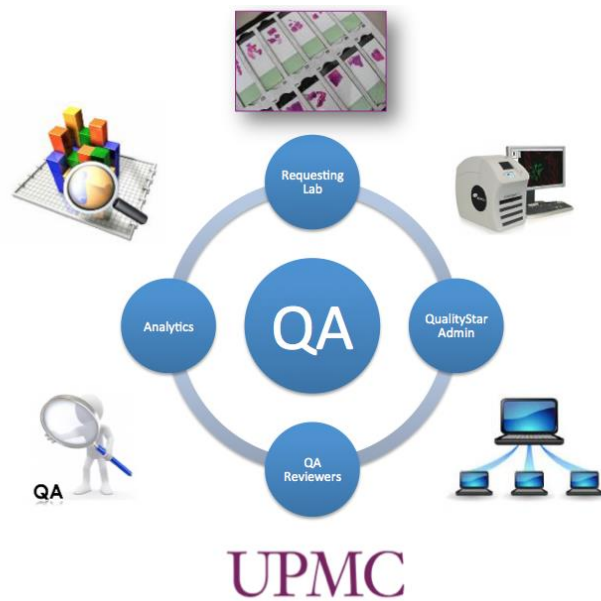 Requesting
Lab
Analytics
QA
QualityStar
Admin
QA
Reviewers
QA
UPMC